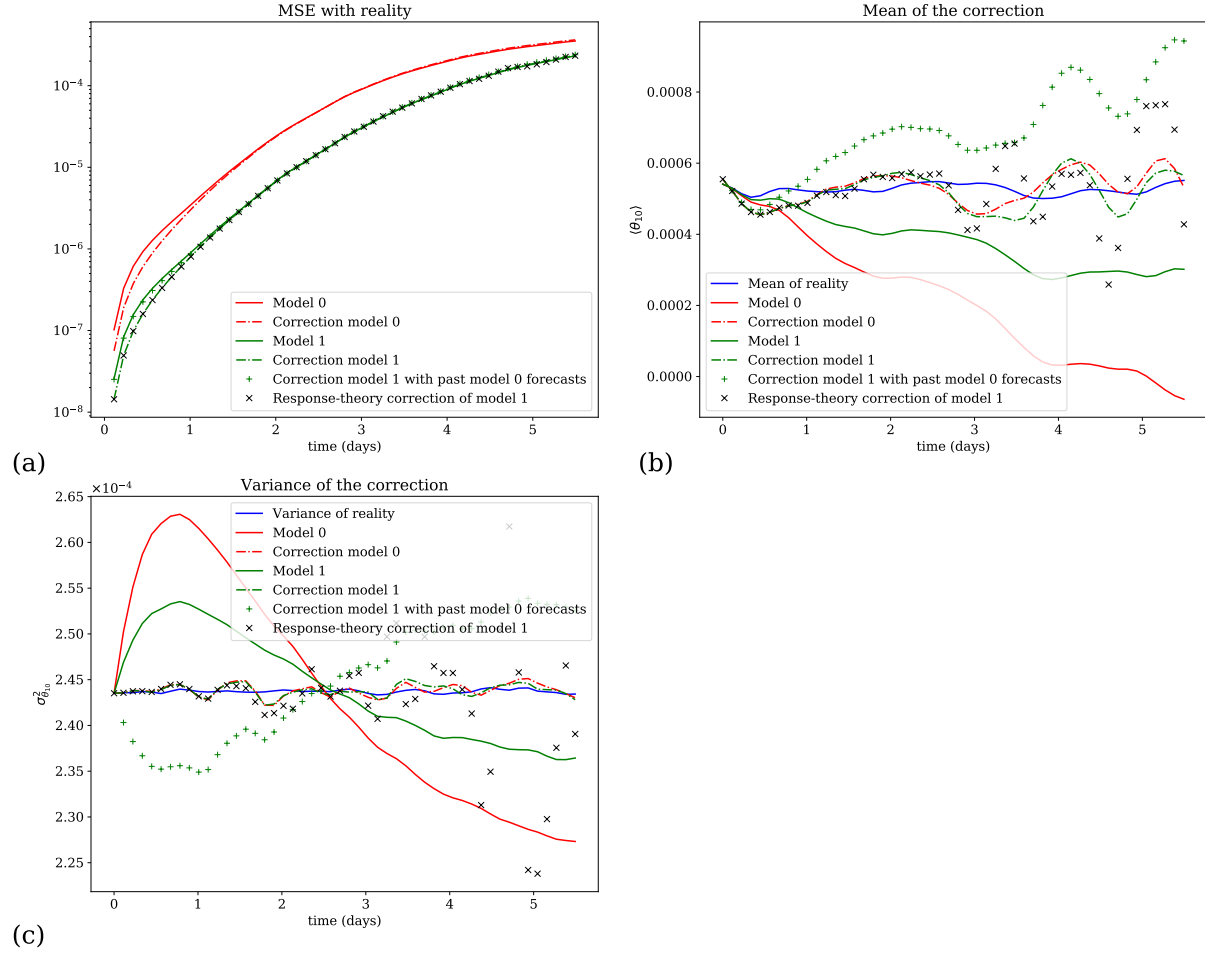 MSE with reality
10⁻⁴
10⁻⁵
10⁻⁶
10⁻⁷
10⁻⁸
Model 0
Correction model 0
Model 1
Correction model 1
Correction model 1 with past model 0 forecasts
Response-theory correction of model 1
0 1 2 3 4 5
time (days)
(a)
Mean of the correction
⟨θ₁₀⟩
0.0008
0.0006
0.0004
0.0002
0.0000
Mean of reality
Model 0
Correction model 0
Model 1
Correction model 1
Correction model 1 with past model 0 forecasts
Response-theory correction of model 1
0 1 2 3 4 5
time (days)
(b)
Variance of the correction
×10⁻⁴
σ²θ₁₀
2.65
2.60
2.55
2.50
2.45
2.40
2.35
2.30
2.25
Variance of reality
Model 0
Correction model 0
Model 1
Correction model 1
Correction model 1 with past model 0 forecasts
Response-theory correction of model 1
0 1 2 3 4 5
time (days)
(c)